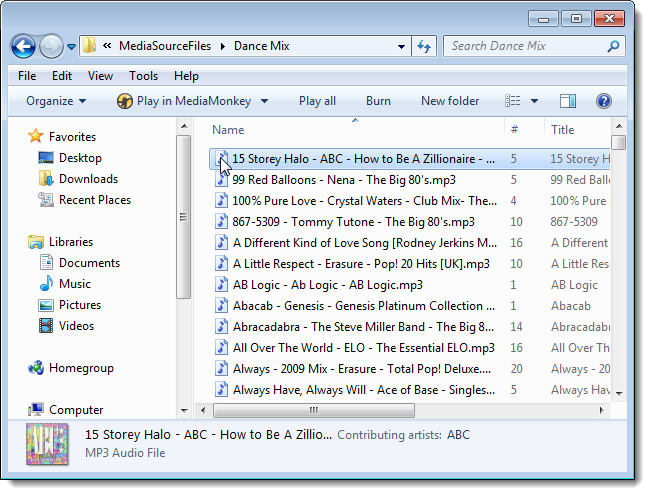 MediaSourceFiles Dance Mix Search Dance Mix
File Edit View Tools Help
Organize Play in MediaMonkey Play all Burn New folder
Favorites
Desktop
Downloads
Recent Places
Libraries
Documents
Music
Pictures
Videos
Homegroup
Computer
Name # Title
15 Storey Halo - ABC - How to Be A Zillionaire - ... 5 15 Storey H
99 Red Balloons - Nena - The Big 80's.mp3 5 99 Red Ball
100% Pure Love - Crystal Waters - Club Mix- The... 4 100% Pure
867-5309 - Tommy Tutone - The Big 80's.mp3 10 867-5309
A Different Kind of Love Song [Rodney Jerkins M... 16 A Different
A Little Respect - Erasure - Pop! 20 Hits [UK].mp3 10 A Little Res
AB Logic - Ab Logic - AB Logic.mp3 1 AB Logic
Abacab - Genesis - Genesis Platinum Collection ... 1 Abacab
Abracadabra - The Steve Miller Band - The Big 8... 14 Abracadabr
All Over The World - ELO - The Essential ELO.mp3 16 All Over Th
Always - 2009 Mix - Erasure - Total Pop! Deluxe.... 20 Always - 20
Always Have, Always Will - Ace of Base - Singles... 5 Always Hav
15 Storey Halo - ABC - How to Be A Zillio... Contributing artists: ABC
MP3 Audio File